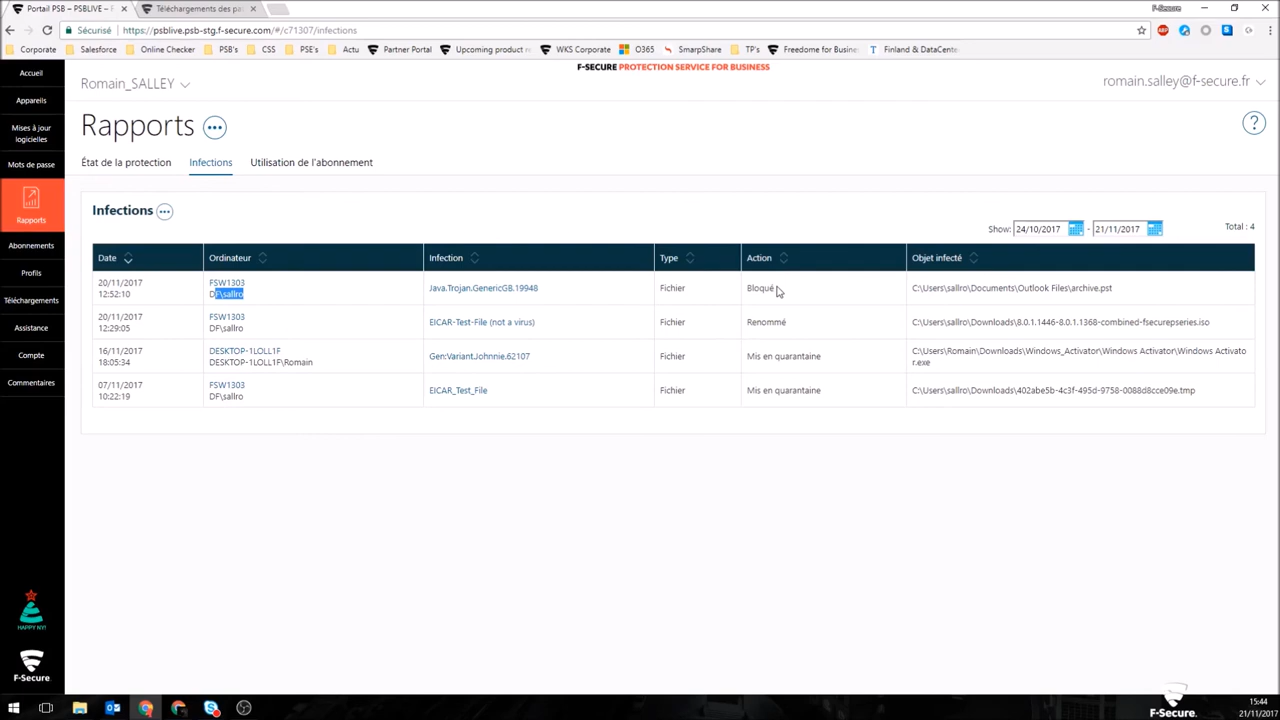 Portail PSB – PSBLIVE – F-S
Téléchargements des pac
F-Secure
Sécurisé
https://psblive.psb-stg.f-secure.com/#/c71307/infections
Corporate
Salesforce
Online Checker
PSB's
CSS
PSE's
Actu
Partner Portal
Upcoming product re
WKS Corporate
O365
SmarpShare
TP's
Freedome for Busine
Finland & DataCente
F-SECURE PROTECTION SERVICE FOR BUSINESS
Accueil
Appareils
Mises à jour
logicielles
Mots de passe
Rapports
Abonnements
Profils
Téléchargements
Assistance
Compte
Commentaires
HAPPY NY!
F-Secure.
Romain_SALLEY
romain.salley@f-secure.fr
Rapports
?
État de la protection
Infections
Utilisation de l'abonnement
Infections
Show: 24/10/2017 - 21/11/2017
Total : 4
Date Ordinateur Infection Type Action Objet infecté
20/11/2017 FSW1303
12:52:10 DF\sallro
Java.Trojan.GenericGB.19948 Fichier Bloqué C:\Users\sallro\Documents\Outlook Files\archive.pst
20/11/2017 FSW1303
12:29:05 DF\sallro
EICAR-Test-File (not a virus) Fichier Renommé C:\Users\sallro\Downloads\8.0.1.1446-8.0.1.1368-combined-fsecurepseries.iso
16/11/2017 DESKTOP-1LOLL1F
18:05:34 DESKTOP-1LOLL1F\Romain
Gen:Variant.Johnnie.62107 Fichier Mis en quarantaine C:\Users\Romain\Downloads\Windows_Activator\Windows Activator\Windows Activato
r.exe
07/11/2017 FSW1303
10:22:19 DF\sallro
EICAR_Test_File Fichier Mis en quarantaine C:\Users\sallro\Downloads\402abe5b-4c3f-495d-9758-0088d8cce09e.tmp
F-Secure.
15:44
21/11/2017